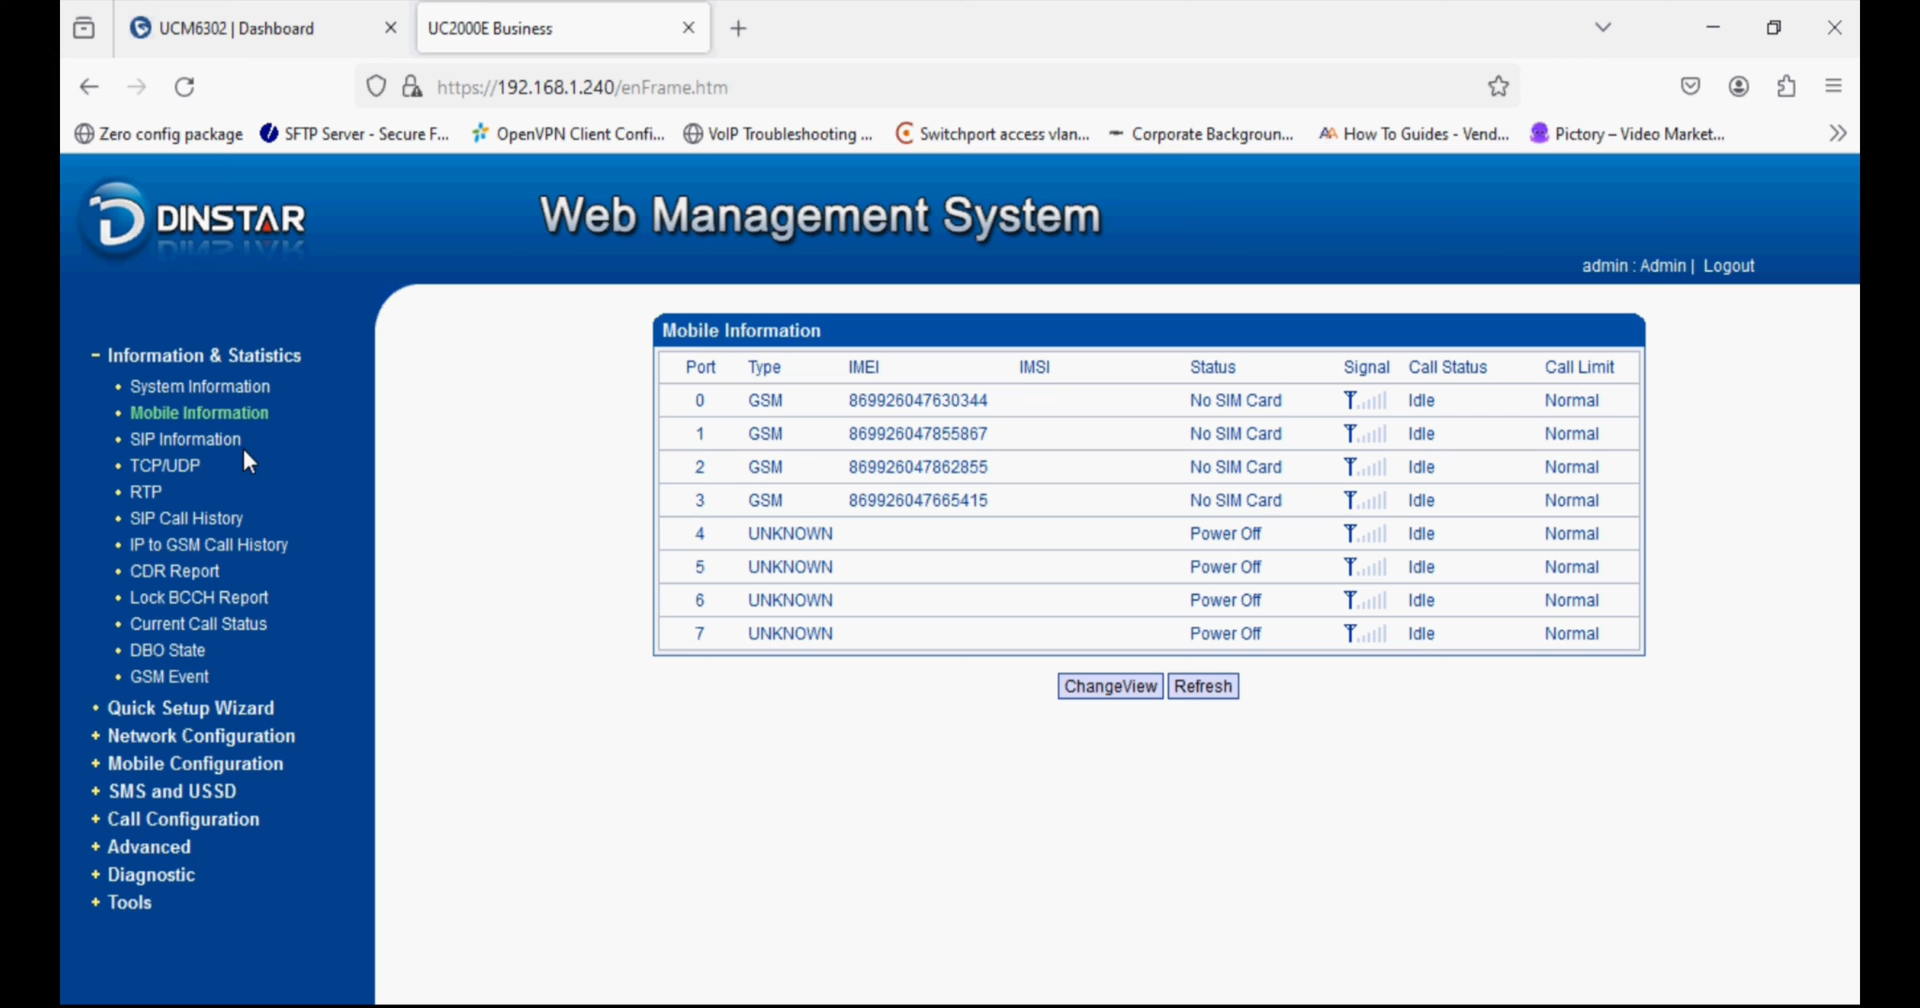 UCM6302 | Dashboard
UC2000E Business
https://192.168.1.240/enFrame.htm
Zero config package
SFTP Server - Secure F...
OpenVPN Client Confi...
VoIP Troubleshooting ...
Switchport access vlan...
Corporate Backgroun...
How To Guides - Vend...
Pictory – Video Market...
DINSTAR
Web Management System
admin : Admin | Logout
− Information & Statistics
• System Information
• Mobile Information
• SIP Information
• TCP/UDP
• RTP
• SIP Call History
• IP to GSM Call History
• CDR Report
• Lock BCCH Report
• Current Call Status
• DBO State
• GSM Event
• Quick Setup Wizard
+ Network Configuration
+ Mobile Configuration
+ SMS and USSD
+ Call Configuration
+ Advanced
+ Diagnostic
+ Tools
Mobile Information
Port Type IMEI IMSI Status Signal Call Status Call Limit
0 GSM 869926047630344 No SIM Card Idle Normal
1 GSM 869926047855867 No SIM Card Idle Normal
2 GSM 869926047862855 No SIM Card Idle Normal
3 GSM 869926047665415 No SIM Card Idle Normal
4 UNKNOWN Power Off Idle Normal
5 UNKNOWN Power Off Idle Normal
6 UNKNOWN Power Off Idle Normal
7 UNKNOWN Power Off Idle Normal
ChangeView Refresh